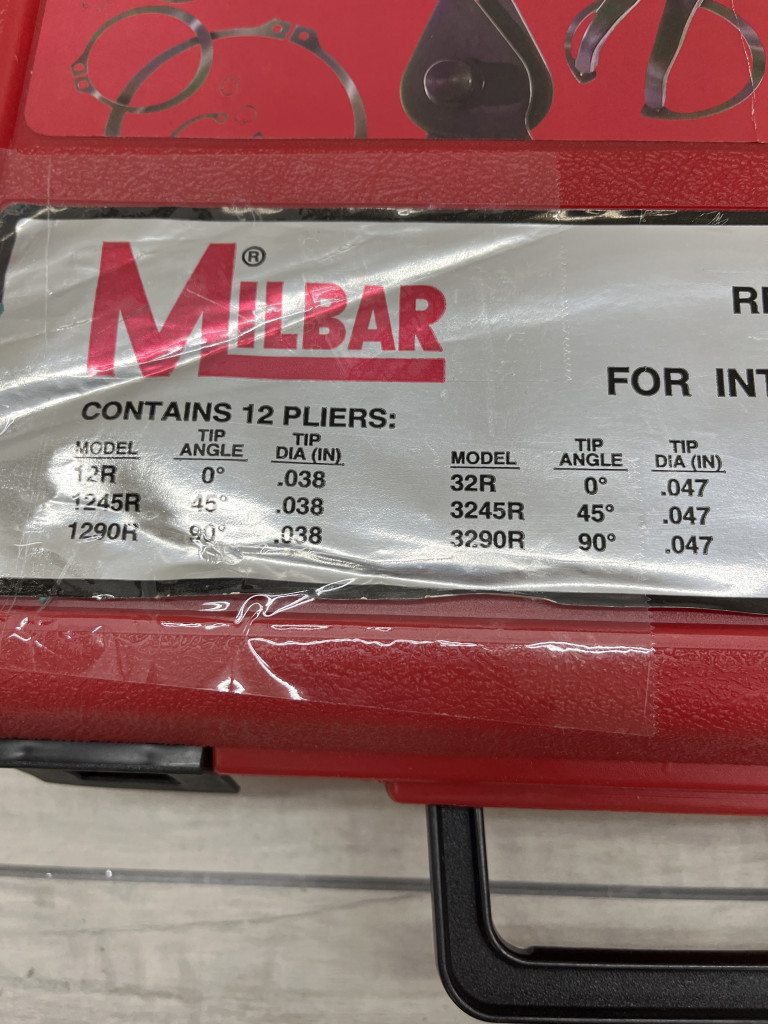 MILBAR®
RE
FOR INT
CONTAINS 12 PLIERS:
MODEL TIP ANGLE TIP DIA (IN) MODEL TIP ANGLE TIP DIA (IN)
12R 0° .038 32R 0° .047
1245R 45° .038 3245R 45° .047
1290R 90° .038 3290R 90° .047